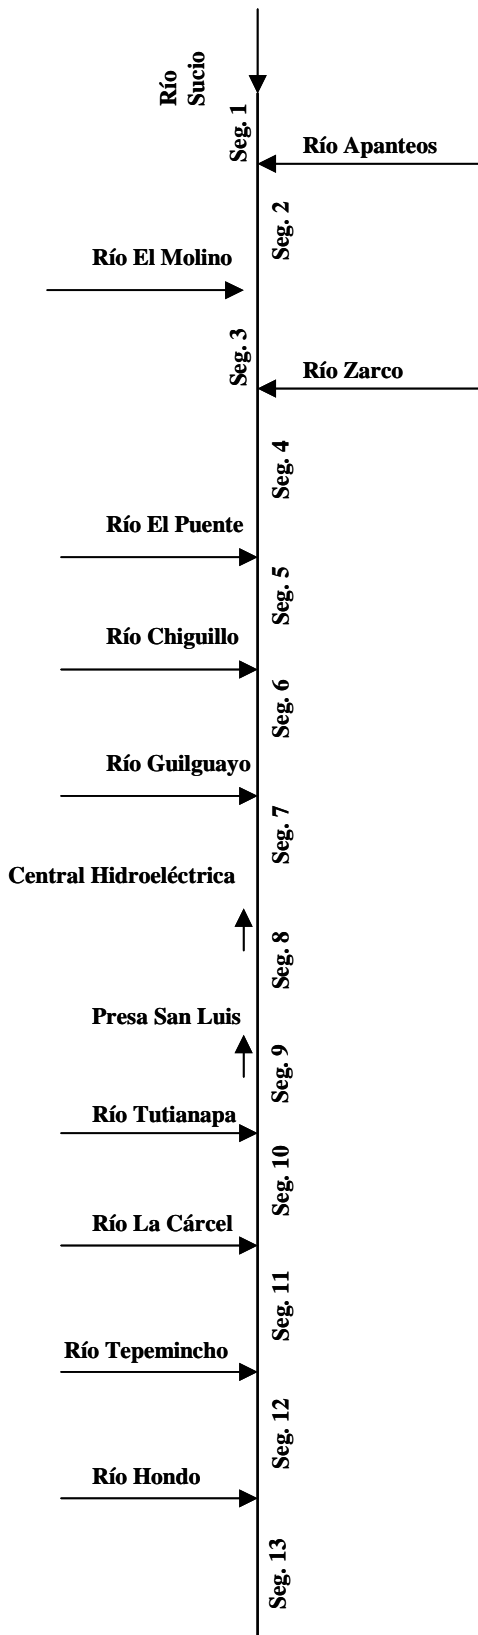 Río
Sucio
Seg. 1
Río Apanteos
Seg. 2
Río El Molino
Seg. 3
Río Zarco
Seg. 4
Río El Puente
Seg. 5
Río Chiguillo
Seg. 6
Río Guilguayo
Seg. 7
Central Hidroeléctrica
Seg. 8
Presa San Luis
Seg. 9
Río Tutianapa
Seg. 10
Río La Cárcel
Seg. 11
Río Tepemincho
Seg. 12
Río Hondo
Seg. 13